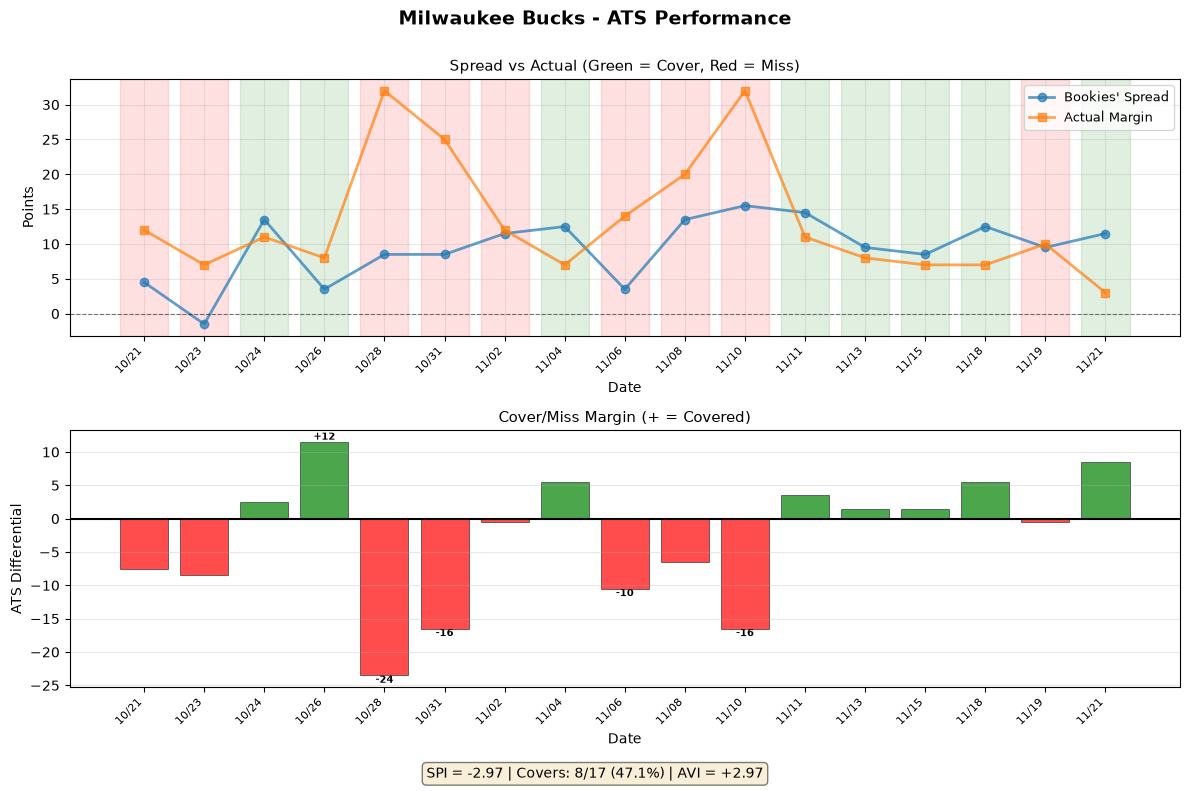 Milwaukee Bucks - ATS Performance
Spread vs Actual (Green = Cover, Red = Miss)
Points
30
25
20
15
10
5
0
Bookies' Spread
Actual Margin
10/21 10/23 10/24 10/26 10/28 10/31 11/02 11/04 11/06 11/08 11/10 11/11 11/13 11/15 11/18 11/19 11/21
Date
Cover/Miss Margin (+ = Covered)
ATS Differential
10
5
0
−5
−10
−15
−20
−25
+12
-24
-16
-10
-16
10/21 10/23 10/24 10/26 10/28 10/31 11/02 11/04 11/06 11/08 11/10 11/11 11/13 11/15 11/18 11/19 11/21
Date
SPI = -2.97 | Covers: 8/17 (47.1%) | AVI = +2.97